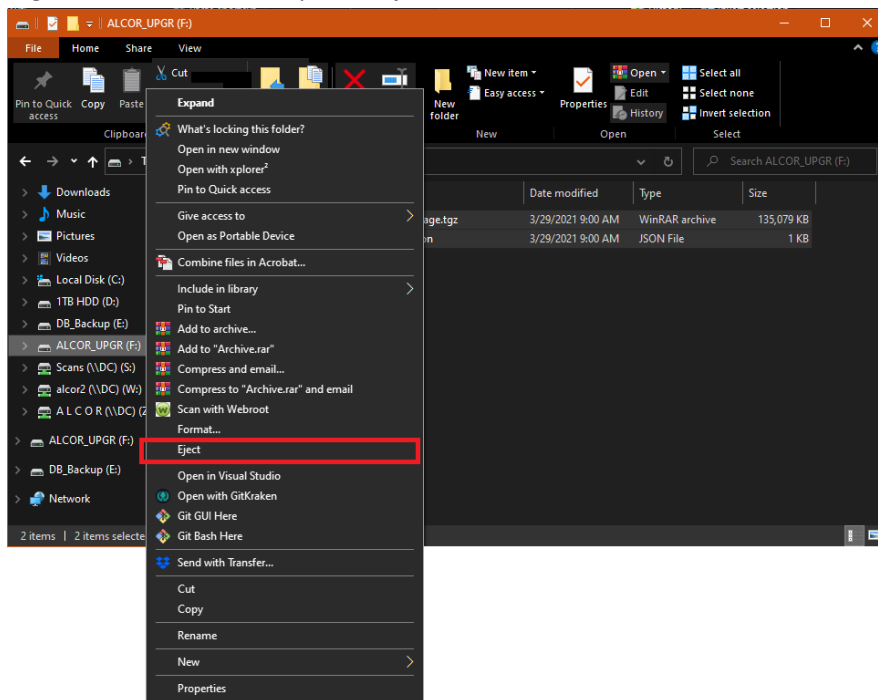 ALCOR_UPGR (F:)
File Home Share View
Cut
Pin to Quick access
Copy
Paste
New folder
New item
Easy access
Properties
Open
Edit
History
Select all
Select none
Invert selection
New
Open
Select
Search ALCOR_UPGR (F:)
Downloads
Music
Pictures
Videos
Local Disk (C:)
1TB HDD (D:)
DB_Backup (E:)
ALCOR_UPGR (F:)
Scans (\\DC) (S:)
alcor2 (\\DC) (W:)
A L C O R (\\DC)
ALCOR_UPGR (F:)
DB_Backup (E:)
Network
2 items 2 items
Expand
What's locking this folder?
Open in new window
Open with xplorer²
Pin to Quick access
Give access to
Open as Portable Device
Combine files in Acrobat...
Include in library
Pin to Start
Add to archive...
Add to "Archive.rar"
Compress and email...
Compress to "Archive.rar" and email
Scan with Webroot
Format...
Eject
Open in Visual Studio
Open with GitKraken
Git GUI Here
Git Bash Here
Send with Transfer...
Cut
Copy
Rename
New
Properties
Date modified Type Size
age.tgz 3/29/2021 9:00 AM WinRAR archive 135,079 KB
on 3/29/2021 9:00 AM JSON File 1 KB